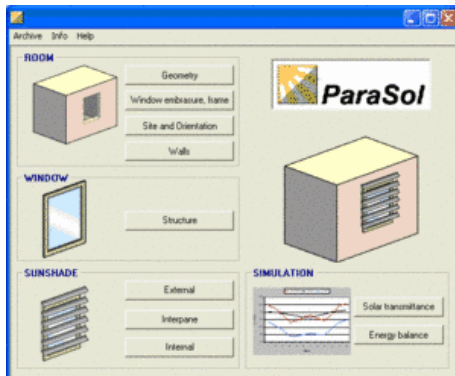 Archive Info Help
ROOM
Geometry
Window embrasure, frame
Site and Orientation
Walls
ParaSol
WINDOW
Structure
SUNSHADE
External
Interpane
Internal
SIMULATION
Solar transmittance
Energy balance